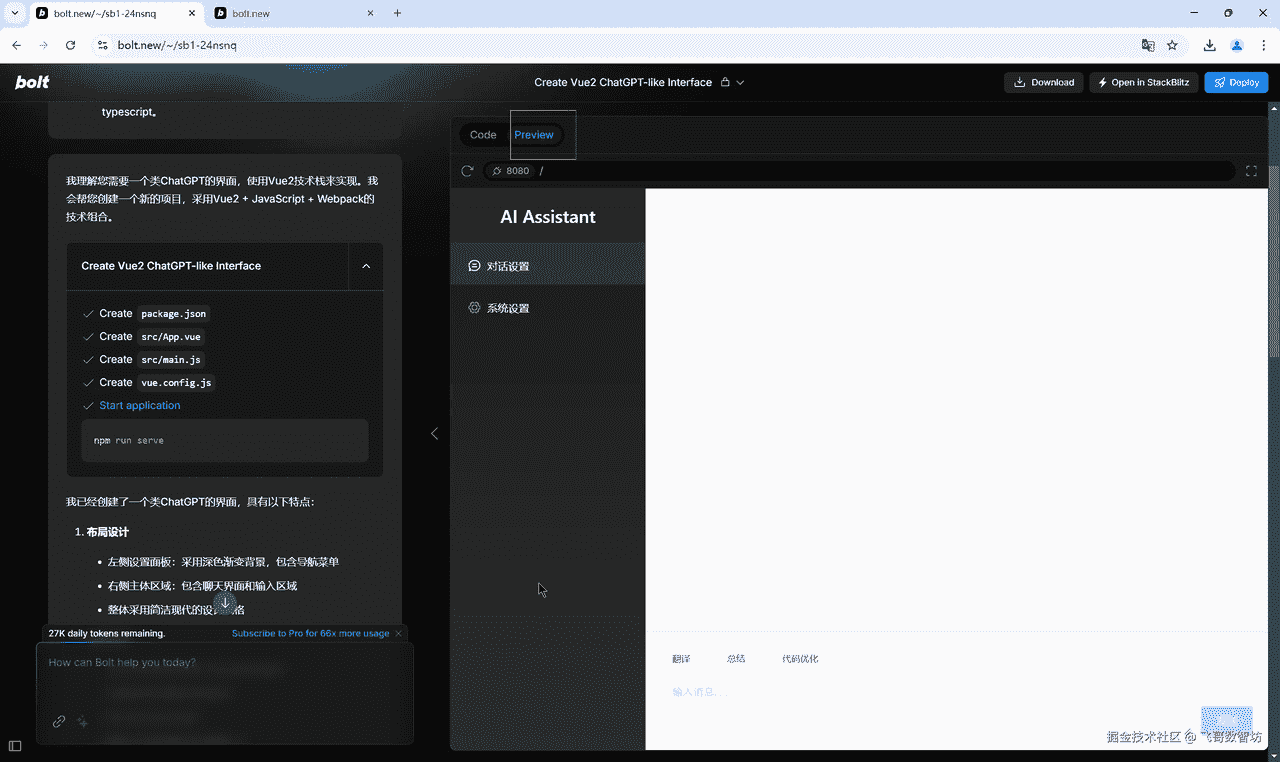 bolt.new/~/sb1-24nsnq
bolt.new
bolt.new/~/sb1-24nsnq
bolt
Create Vue2 ChatGPT-like Interface
Download
Open in StackBlitz
Deploy
typescript。
我理解您需要一个类ChatGPT的界面，使用Vue2技术栈来实现。我
会帮您创建一个新的项目，采用Vue2 + JavaScript + Webpack的
技术组合。
Create Vue2 ChatGPT-like Interface
Create package.json
Create src/App.vue
Create src/main.js
Create vue.config.js
Start application
npm run serve
我已经创建了一个类ChatGPT的界面，具有以下特点：
1. 布局设计
• 左侧设置面板：采用深色渐变背景，包含导航菜单
• 右侧主体区域：包含聊天界面和输入区域
• 整体采用简洁现代的设 格
27K daily tokens remaining.
Subscribe to Pro for 66x more usage
How can Bolt help you today?
Code
Preview
8080
/
AI Assistant
对话设置
系统设置
翻译
总结
代码优化
输入消息...
掘金技术社区 @ 飞哥数智坊